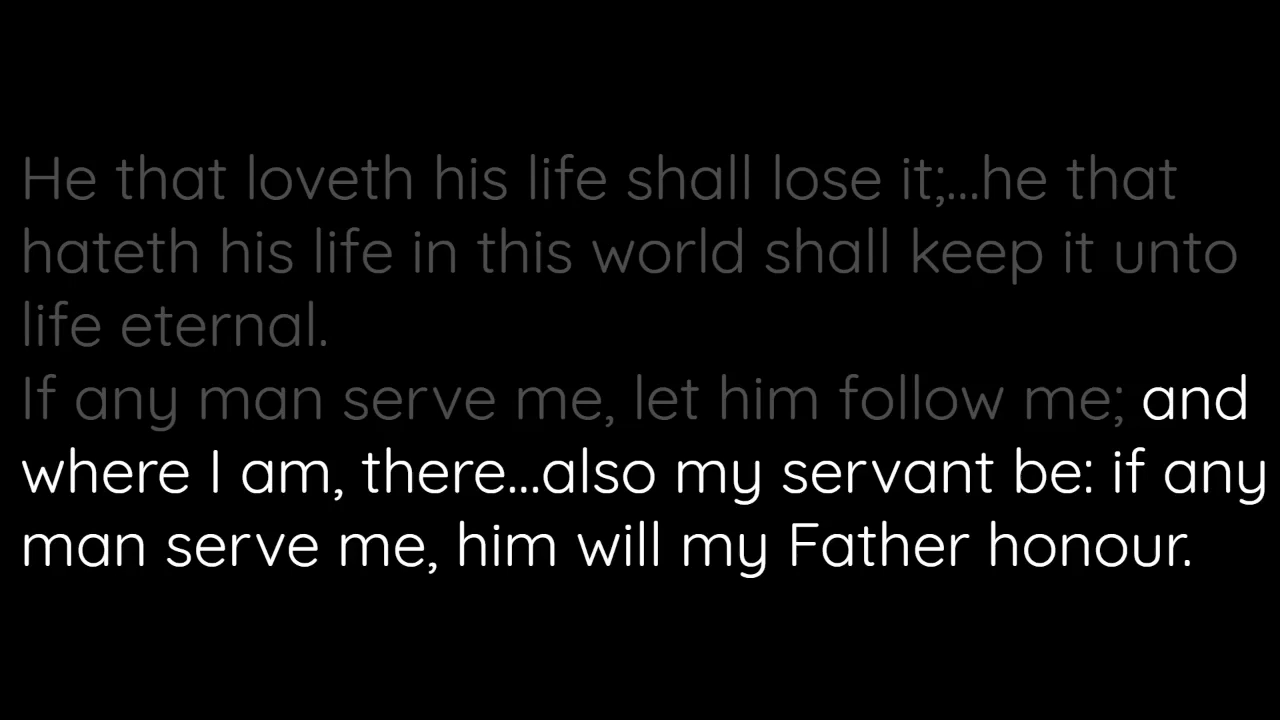 He that loveth his life shall lose it;...he that
hateth his life in this world shall keep it unto
life eternal.
If any man serve me, let him follow me; and
where I am, there...also my servant be: if any
man serve me, him will my Father honour.